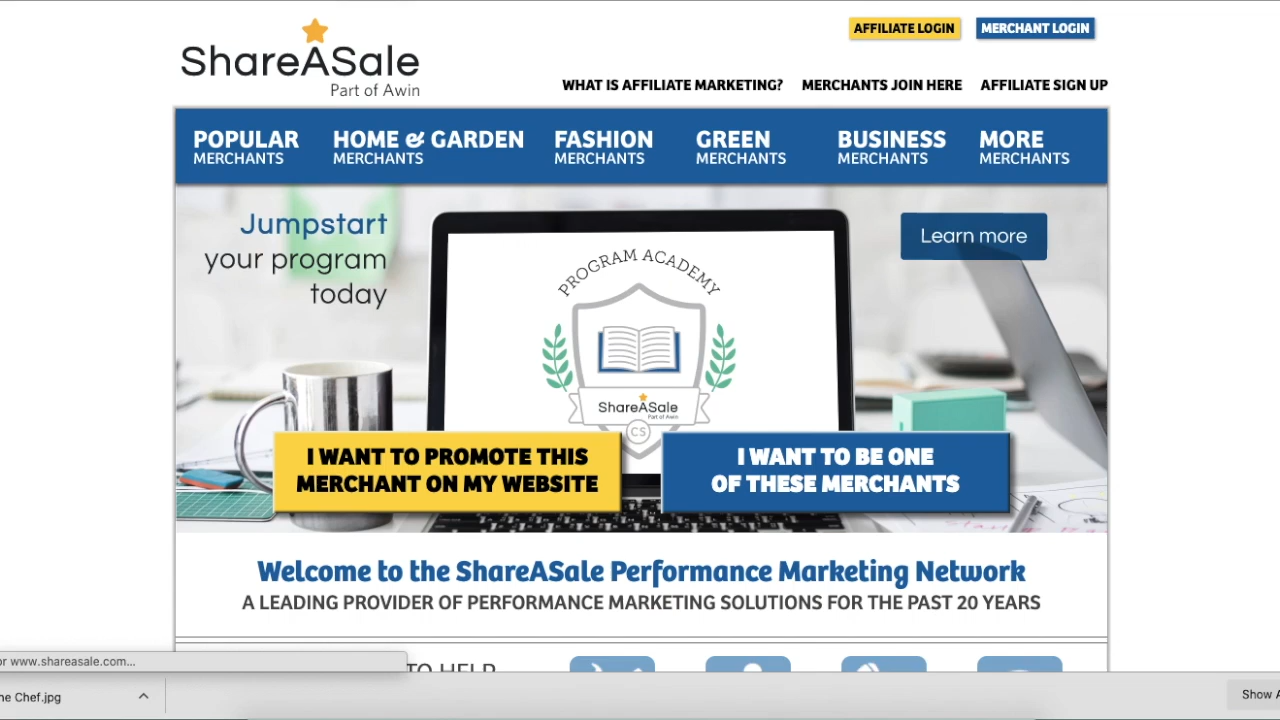 AFFILIATE LOGIN
MERCHANT LOGIN
ShareASale
Part of Awin
WHAT IS AFFILIATE MARKETING?
MERCHANTS JOIN HERE
AFFILIATE SIGN UP
POPULAR
MERCHANTS
HOME & GARDEN
MERCHANTS
FASHION
MERCHANTS
GREEN
MERCHANTS
BUSINESS
MERCHANTS
MORE
MERCHANTS
Jumpstart
your program
today
Learn more
PROGRAM ACADEMY
ShareASale
Part of Awin
CS
I WANT TO PROMOTE THIS
MERCHANT ON MY WEBSITE
I WANT TO BE ONE
OF THESE MERCHANTS
Welcome to the ShareASale Performance Marketing Network
A LEADING PROVIDER OF PERFORMANCE MARKETING SOLUTIONS FOR THE PAST 20 YEARS
TO HELP
or www.shareasale.com...
ne Chef.jpg
Show A